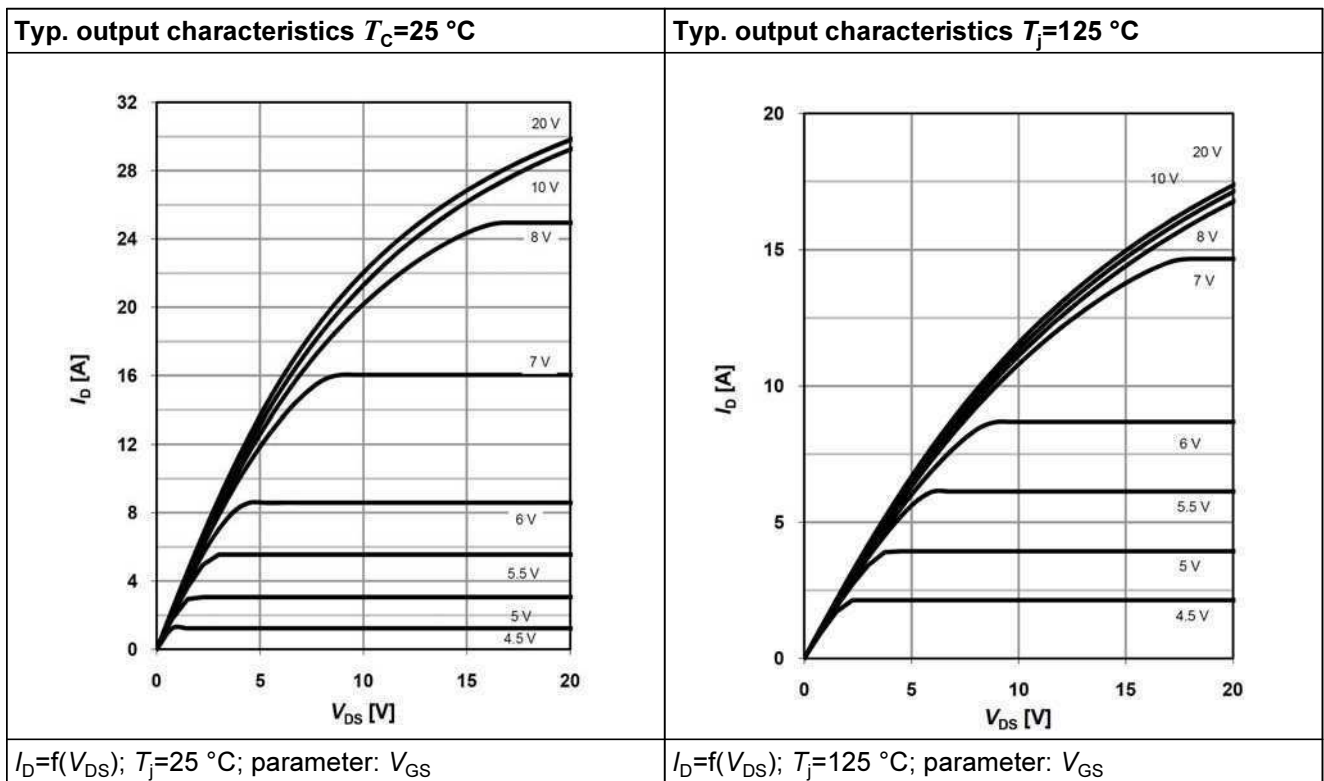 Typ. output characteristics TC=25 °C
Typ. output characteristics Tj=125 °C
32
28
24
20
16
12
8
4
0
ID [A]
20 V
10 V
8 V
7 V
6 V
5.5 V
5 V
4.5 V
0
5
10
15
20
VDS [V]
20
15
10
5
0
ID [A]
20 V
10 V
8 V
7 V
6 V
5.5 V
5 V
4.5 V
0
5
10
15
20
VDS [V]
ID=f(VDS); Tj=25 °C; parameter: VGS
ID=f(VDS); Tj=125 °C; parameter: VGS